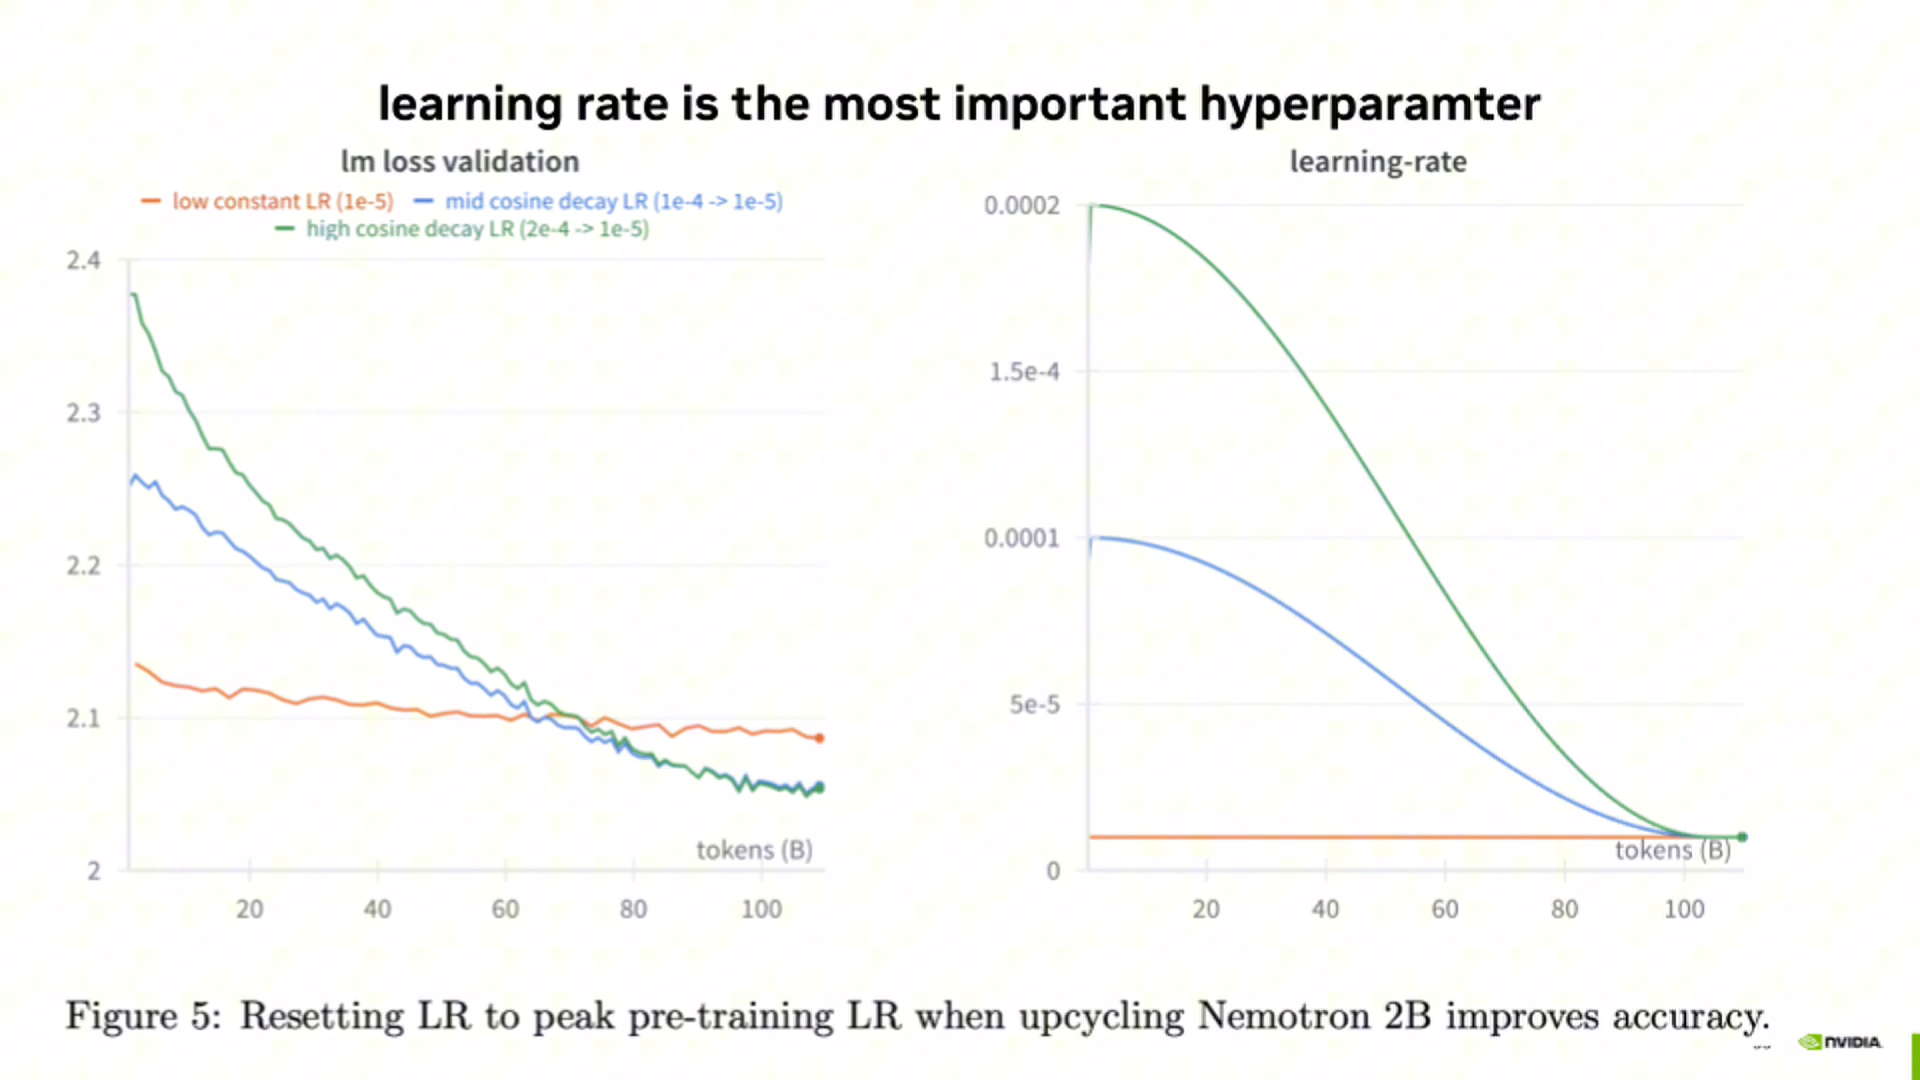 learning rate is the most important hyperparamter
lm loss validation
low constant LR (1e-5) mid cosine decay LR (1e-4 -> 1e-5)
high cosine decay LR (2e-4 -> 1e-5)
2.4
2.3
2.2
2.1
2
tokens (B)
20 40 60 80 100
learning-rate
0.0002
1.5e-4
0.0001
5e-5
0
tokens (B)
20 40 60 80 100
Figure 5: Resetting LR to peak pre-training LR when upcycling Nemotron 2B improves accuracy.
NVIDIA